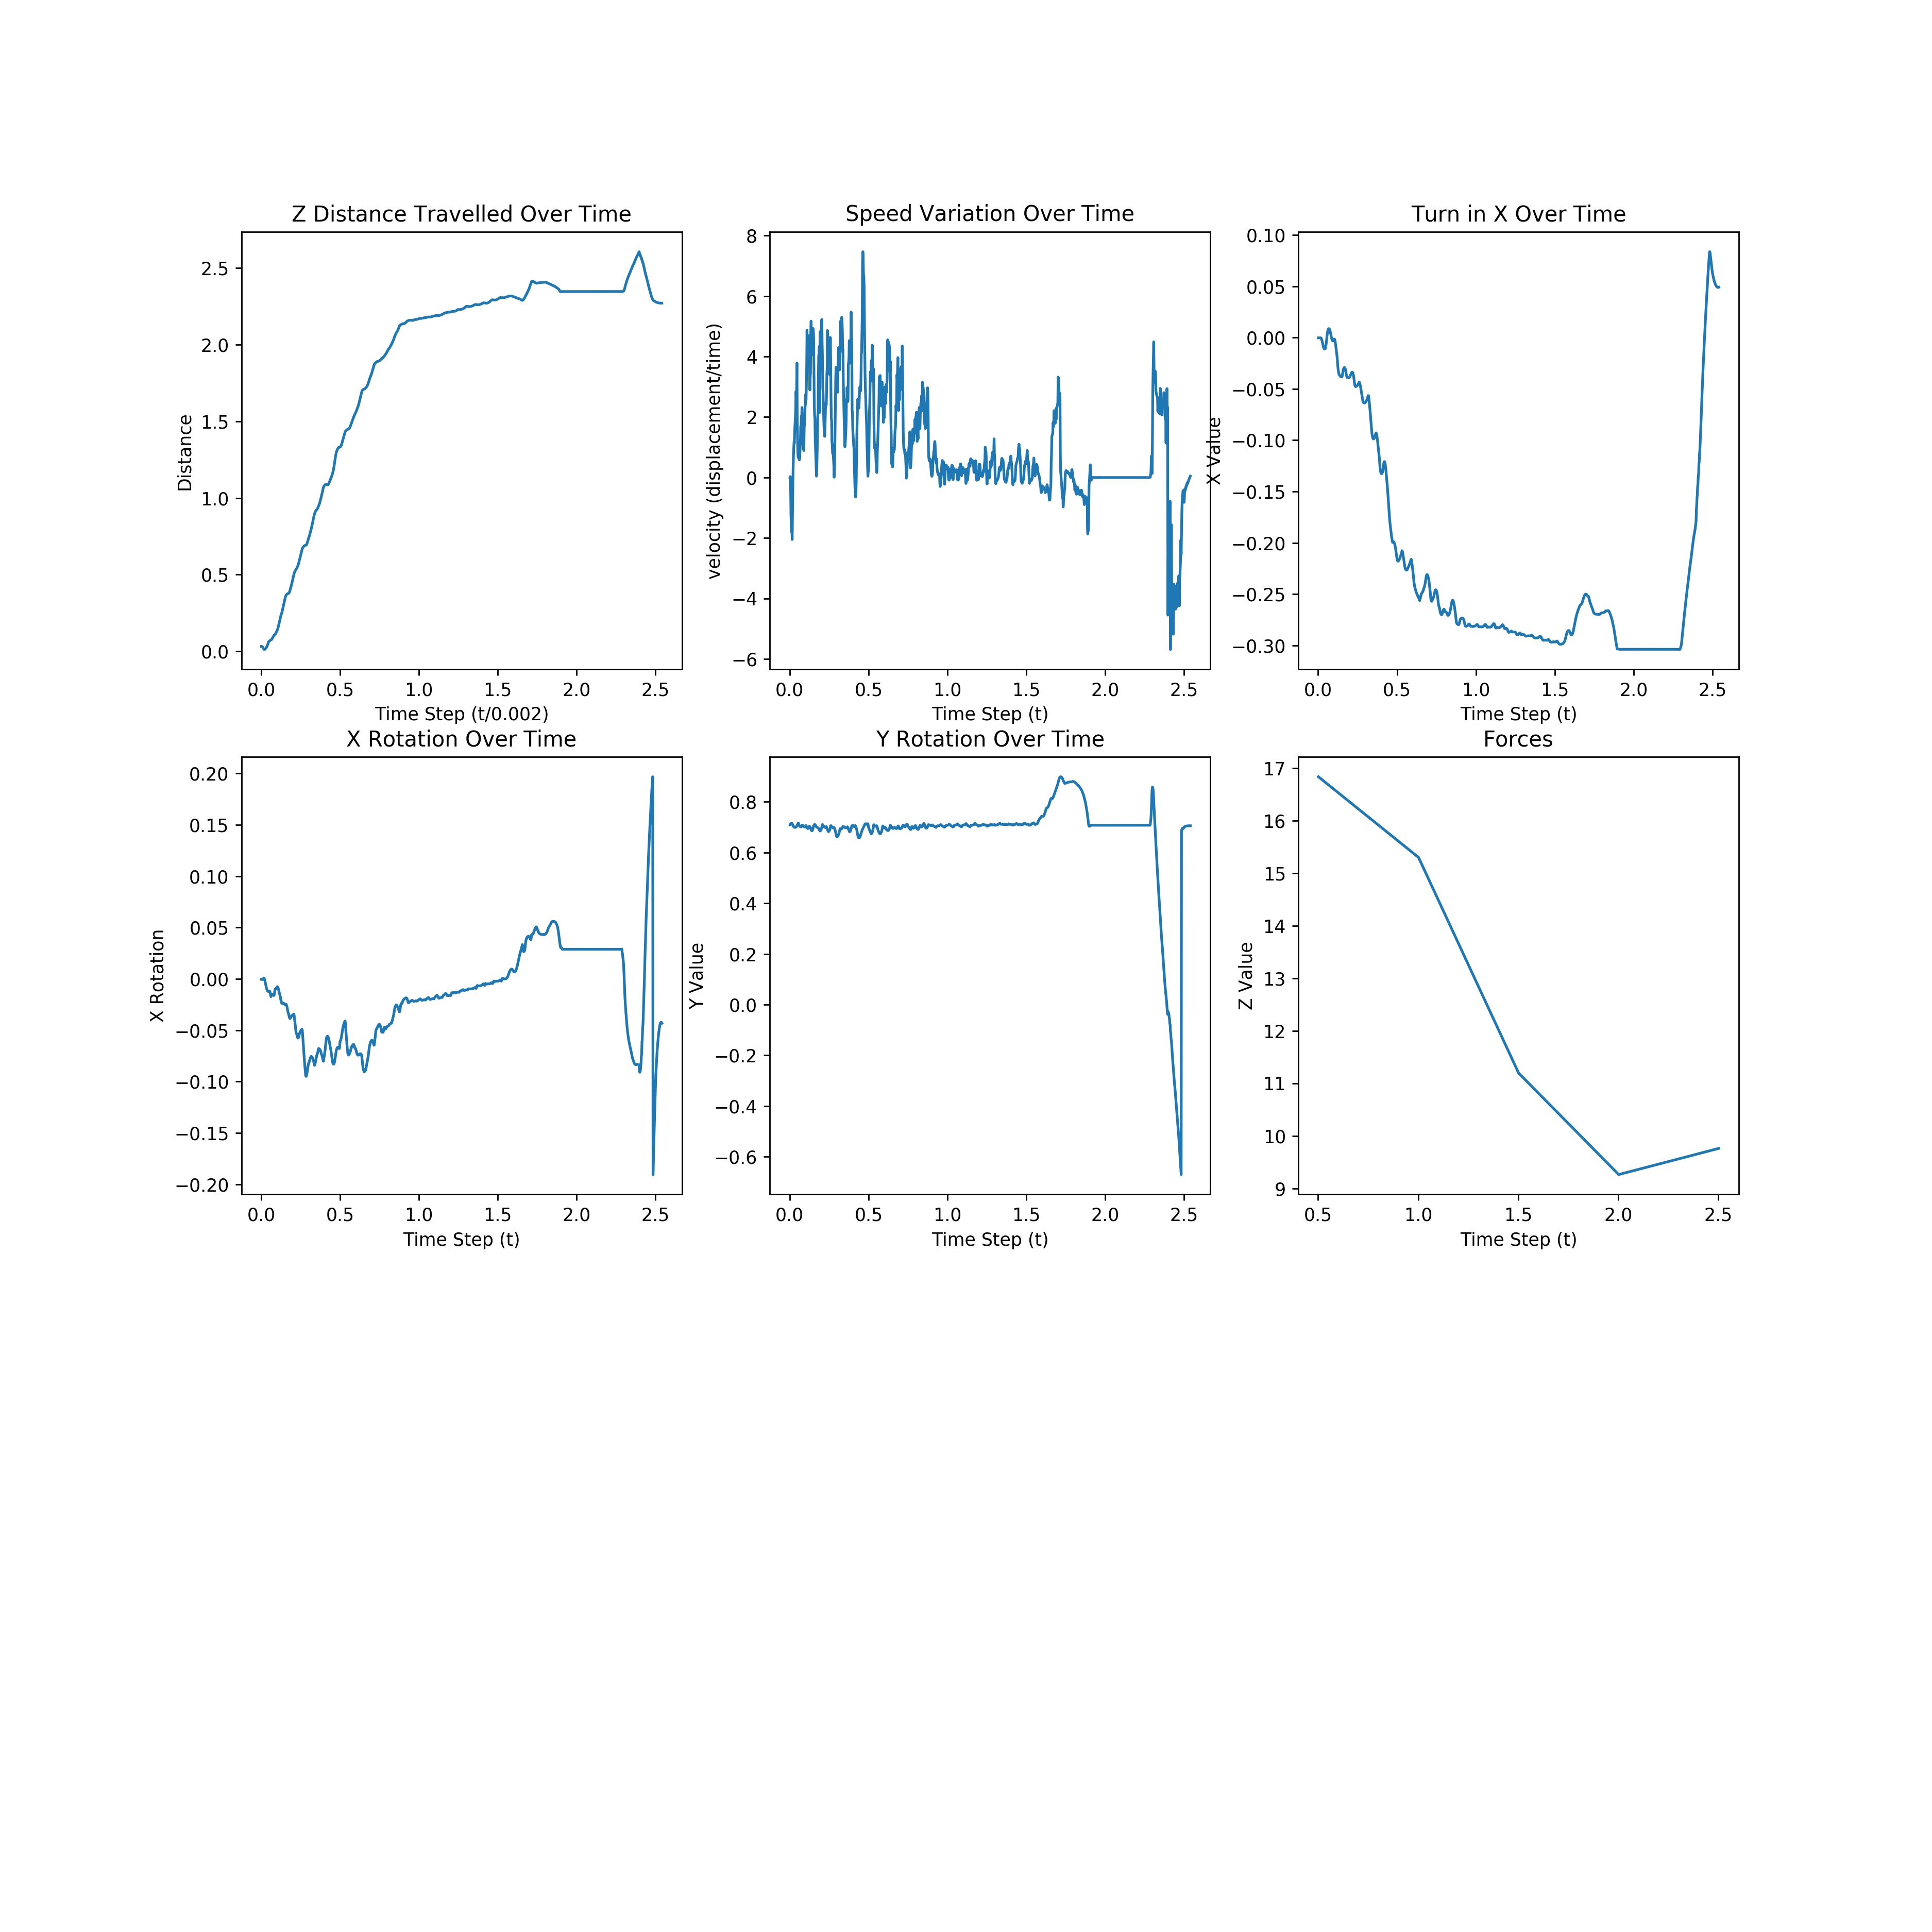 Z Distance Travelled Over Time
2.5
2.0
1.5
1.0
0.5
0.0
Distance
0.0 0.5 1.0 1.5 2.0 2.5
Time Step (t/0.002)
Speed Variation Over Time
8
6
4
2
0
−2
−4
−6
velocity (displacement/time)
0.0 0.5 1.0 1.5 2.0 2.5
Time Step (t)
Turn in X Over Time
0.10
0.05
0.00
−0.05
−0.10
−0.15
−0.20
−0.25
−0.30
X Value
0.0 0.5 1.0 1.5 2.0 2.5
Time Step (t)
X Rotation Over Time
0.20
0.15
0.10
0.05
0.00
−0.05
−0.10
−0.15
−0.20
X Rotation
0.0 0.5 1.0 1.5 2.0 2.5
Time Step (t)
Y Rotation Over Time
0.8
0.6
0.4
0.2
0.0
−0.2
−0.4
−0.6
Y Value
0.0 0.5 1.0 1.5 2.0 2.5
Time Step (t)
Forces
17
16
15
14
13
12
11
10
9
Z Value
0.5 1.0 1.5 2.0 2.5
Time Step (t)